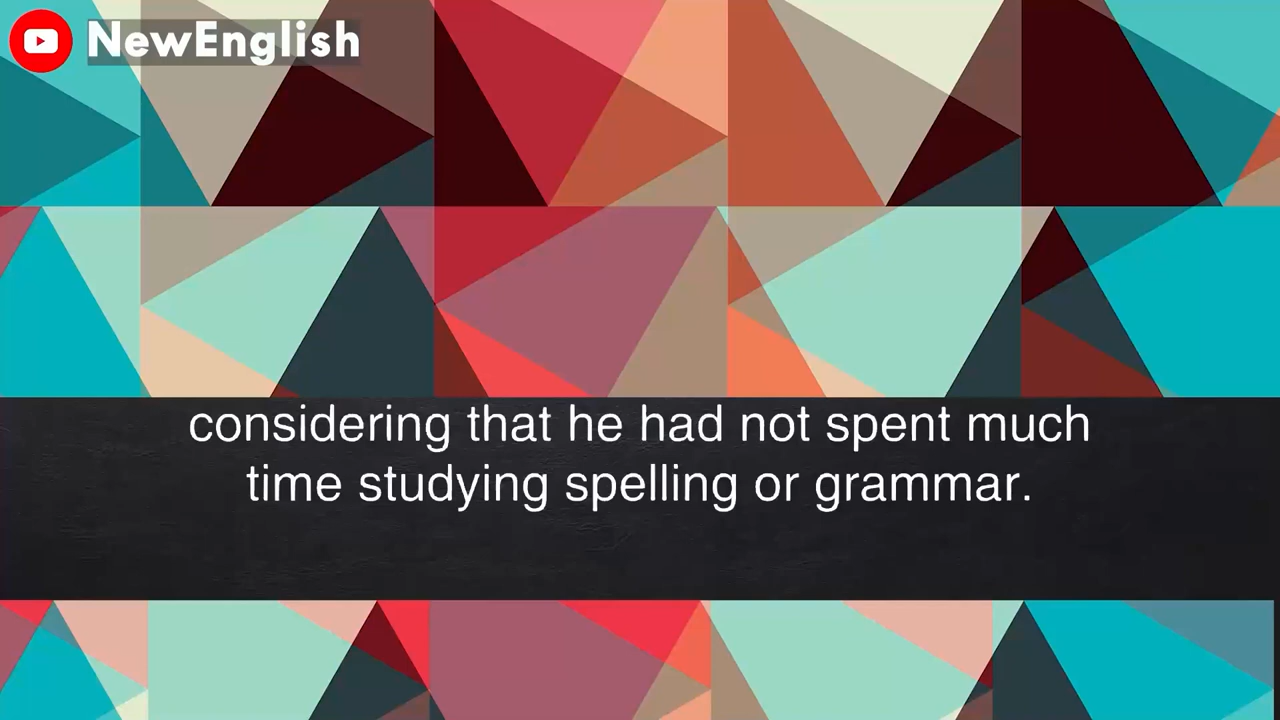 NewEnglish
considering that he had not spent much
time studying spelling or grammar.